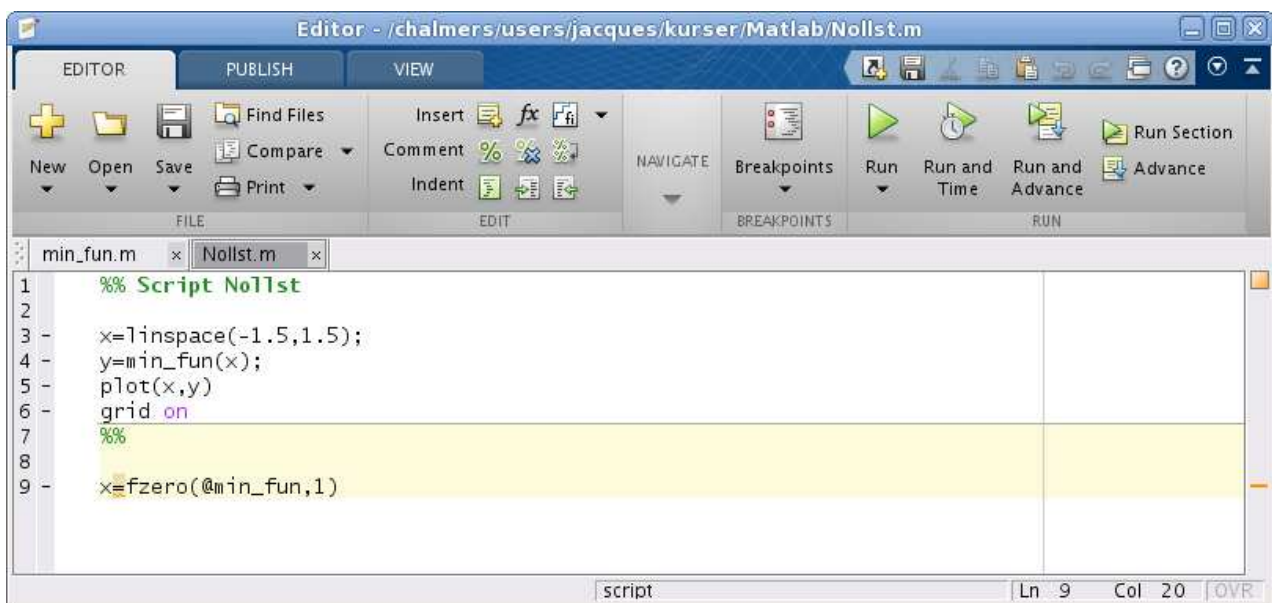 Editor - /chalmers/users/jacques/kurser/Matlab/Nollst.m
EDITOR PUBLISH VIEW
New
Open
Save
Find Files
Compare
Print
FILE
Insert fx
Comment
Indent
EDIT
NAVIGATE
Breakpoints
BREAKPOINTS
Run
Run and
Time
Run and
Advance
Run Section
Advance
RUN
min_fun.m × Nollst.m ×
1 %% Script Nollst
2
3 - x=linspace(-1.5,1.5);
4 - y=min_fun(x);
5 - plot(x,y)
6 - grid on
7 %%
8
9 - x=fzero(@min_fun,1)
script Ln 9 Col 20 OVR